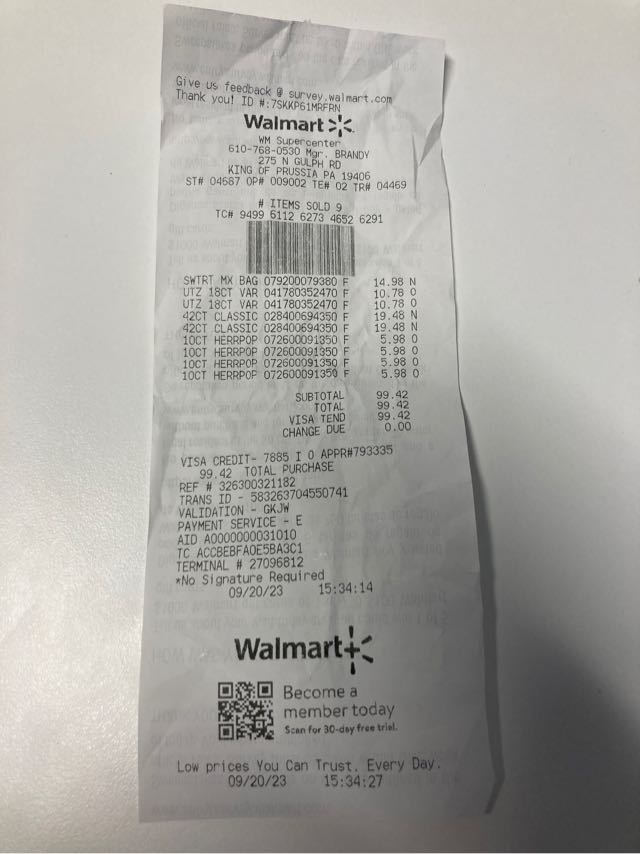 Give us feedback @ survey.walmart.com
Thank you! ID #:7SKKP61MRFRN
Walmart
WM Supercenter
610-768-0530 Mgr. BRANDY
275 N GULPH RD
KING OF PRUSSIA PA 19406
ST# 04687 OP# 009002 TE# 02 TR# 04469
# ITEMS SOLD 9
TC# 9499 6112 6273 4652 6291
SWTRT MX BAG 079200079380 F 14.98 N
UTZ 18CT VAR 041780352470 F 10.78 O
UTZ 18CT VAR 041780352470 F 10.78 O
42CT CLASSIC 028400694350 F 19.48 N
42CT CLASSIC 028400694350 F 19.48 N
10CT HERRPOP 072600091350 F 5.98 O
10CT HERRPOP 072600091350 F 5.98 O
10CT HERRPOP 072600091350 F 5.98 O
10CT HERRPOP 072600091350 F 5.98 O
SUBTOTAL 99.42
TOTAL 99.42
VISA TEND 99.42
CHANGE DUE 0.00
VISA CREDIT- 7885 I 0 APPR#793335
99.42 TOTAL PURCHASE
REF # 326300321182
TRANS ID - 583263704550741
VALIDATION - GKJW
PAYMENT SERVICE - E
AID A0000000031010
TC ACCBEBFA0E5BA3C1
TERMINAL # 27096812
*No Signature Required
09/20/23 15:34:14
Walmart+
Become a
member today
Scan for 30-day free trial.
Low prices You Can Trust. Every Day.
09/20/23 15:34:27